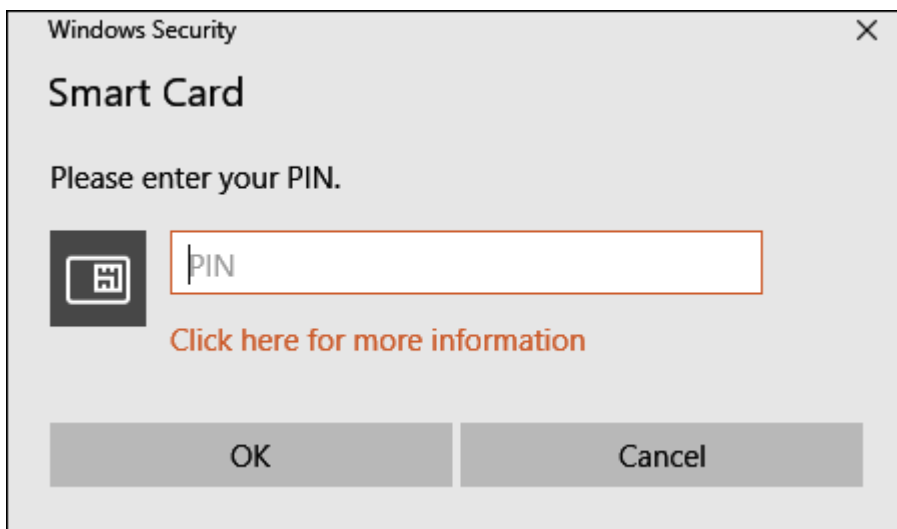 Windows Security
Smart Card
Please enter your PIN.
PIN
Click here for more information
OK
Cancel